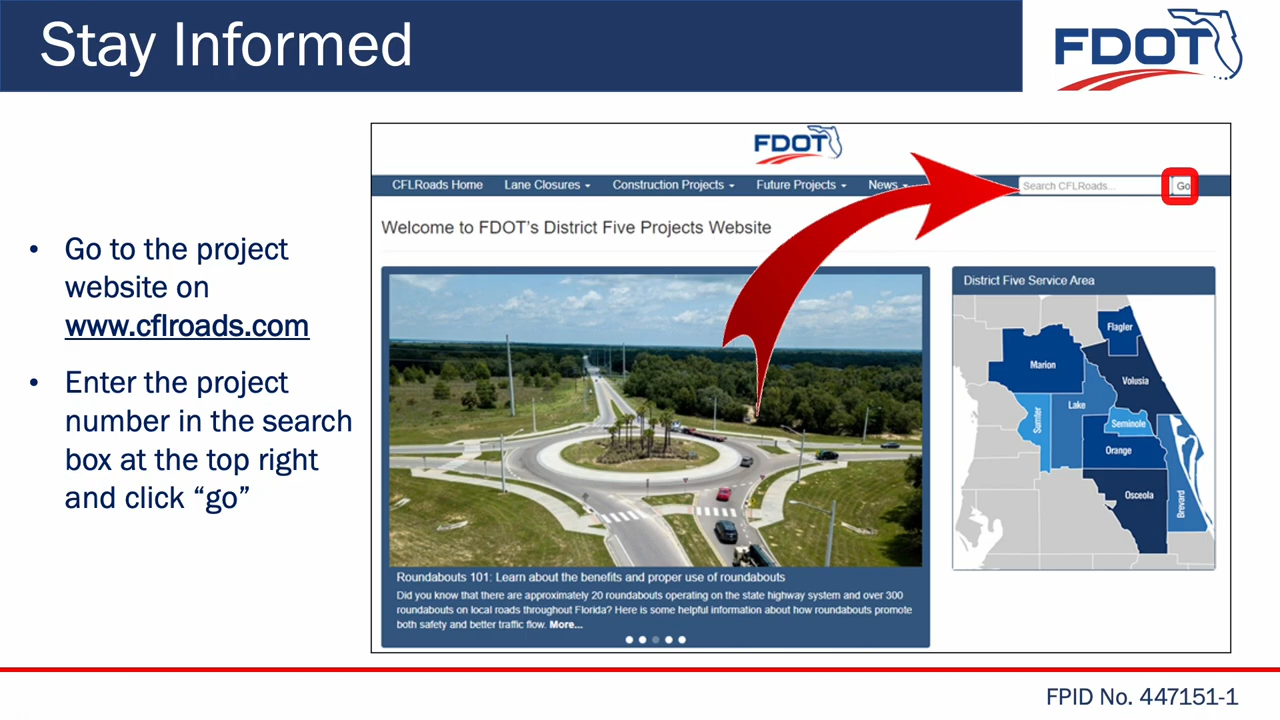 Stay Informed
FDOT
• Go to the project
website on
www.cflroads.com
• Enter the project
number in the search
box at the top right
and click “go”
FDOT
CFLRoads Home Lane Closures Construction Projects Future Projects News Search CFLRoads... Go
Welcome to FDOT's District Five Projects Website
Roundabouts 101: Learn about the benefits and proper use of roundabouts
Did you know that there are approximately 20 roundabouts operating on the state highway system and over 300
roundabouts on local roads throughout Florida? Here is some helpful information about how roundabouts promote
both safety and better traffic flow. More...
District Five Service Area
Flagler
Marion
Volusia
Lake
Sumter
Seminole
Orange
Osceola
Brevard
FPID No. 447151-1